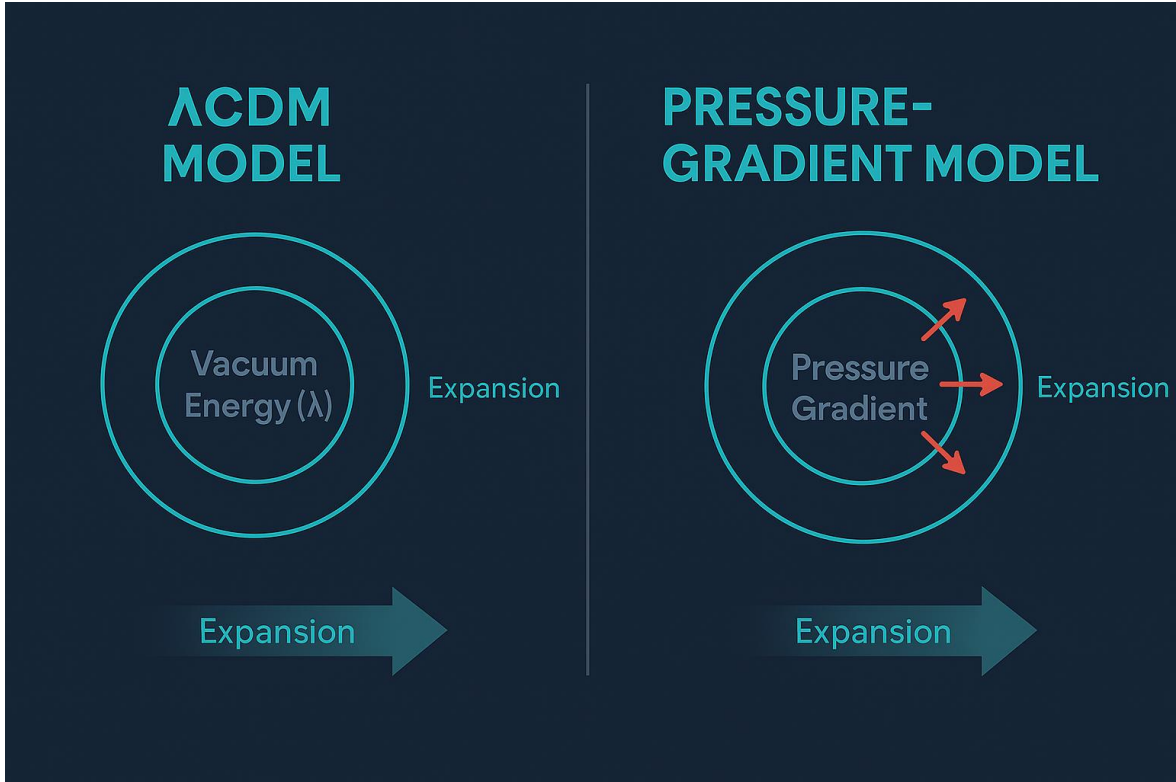 ΛCDM
MODEL
Vacuum
Energy (λ)
Expansion
Expansion
PRESSURE-
GRADIENT MODEL
Pressure
Gradient
Expansion
Expansion